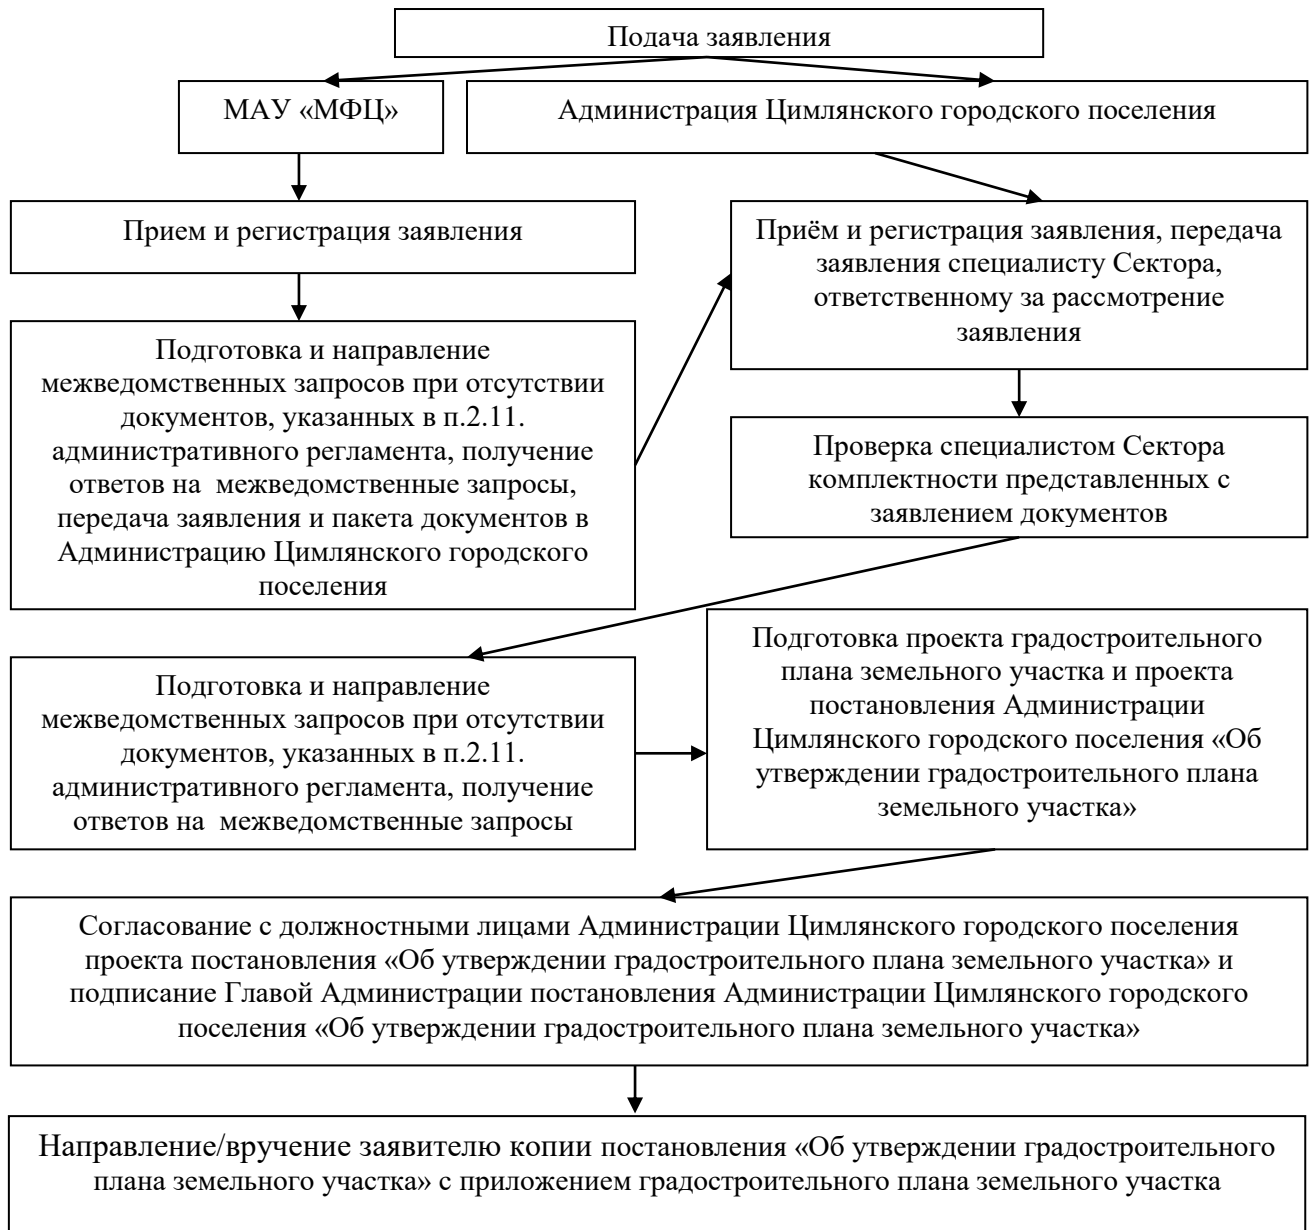 Подача заявления
МАУ «МФЦ»
Администрация Цимлянского городского поселения
Прием и регистрация заявления
Приём и регистрация заявления, передача
заявления специалисту Сектора,
ответственному за рассмотрение
заявления
Подготовка и направление
межведомственных запросов при отсутствии
документов, указанных в п.2.11.
административного регламента, получение
ответов на межведомственные запросы,
передача заявления и пакета документов в
Администрацию Цимлянского городского
поселения
Проверка специалистом Сектора
комплектности представленных с
заявлением документов
Подготовка и направление
межведомственных запросов при отсутствии
документов, указанных в п.2.11.
административного регламента, получение
ответов на межведомственные запросы
Подготовка проекта градостроительного
плана земельного участка и проекта
постановления Администрации
Цимлянского городского поселения «Об
утверждении градостроительного плана
земельного участка»
Согласование с должностными лицами Администрации Цимлянского городского поселения
проекта постановления «Об утверждении градостроительного плана земельного участка» и
подписание Главой Администрации постановления Администрации Цимлянского городского
поселения «Об утверждении градостроительного плана земельного участка»
Направление/вручение заявителю копии постановления «Об утверждении градостроительного
плана земельного участка» с приложением градостроительного плана земельного участка